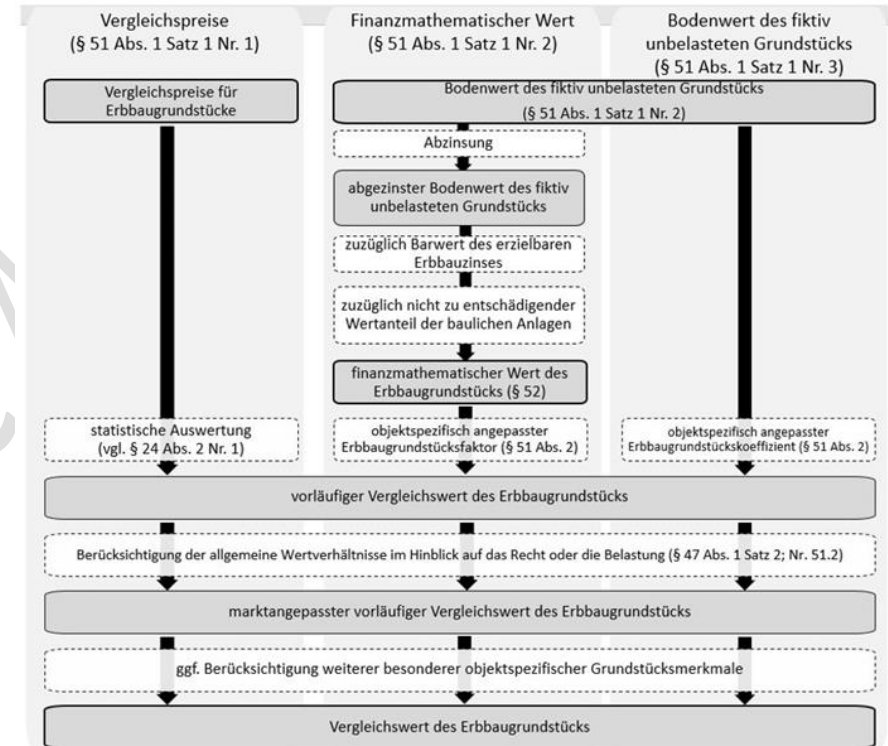 Vergleichspreise
(§ 51 Abs. 1 Satz 1 Nr. 1)
Finanzmathematischer Wert
(§ 51 Abs. 1 Satz 1 Nr. 2)
Bodenwert des fiktiv
unbelasteten Grundstücks
(§ 51 Abs. 1 Satz 1 Nr. 3)
Vergleichspreise für
Erbbaugrundstücke
Bodenwert des fiktiv unbelasteten Grundstücks
(§ 51 Abs. 1 Satz 1 Nr. 2)
Abzinsung
abgezinster Bodenwert des fiktiv
unbelasteten Grundstücks
zuzüglich Barwert des erzielbaren
Erbbauzinses
zuzüglich nicht zu entschädigender
Wertanteil der baulichen Anlagen
finanzmathematischer Wert des
Erbbaugrundstücks (§ 52)
statistische Auswertung
(vgl. § 24 Abs. 2 Nr. 1)
objektspezifisch angepasster
Erbbaugrundstücksfaktor (§ 51 Abs. 2)
objektspezifisch angepasster
Erbbaugrundstückskoeffizient (§ 51 Abs. 2)
vorläufiger Vergleichswert des Erbbaugrundstücks
Berücksichtigung der allgemeine Wertverhältnisse im Hinblick auf das Recht oder die Belastung (§ 47 Abs. 1 Satz 2; Nr. 51.2)
marktangepasster vorläufiger Vergleichswert des Erbbaugrundstücks
ggf. Berücksichtigung weiterer besonderer objektspezifischer Grundstücksmerkmale
Vergleichswert des Erbbaugrundstücks